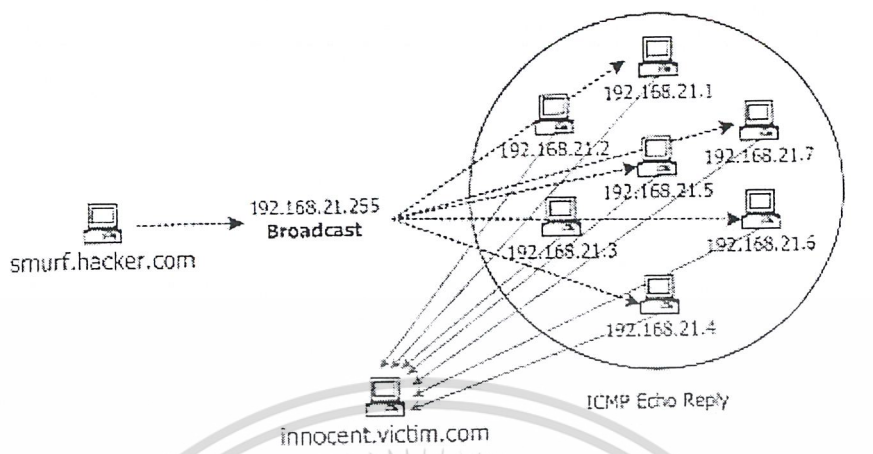 192.168.21.1
192.168.21.2
192.168.21.7
192.168.21.5
192.168.21.255
Broadcast
192.168.21.3
192.168.21.6
smurf.hacker.com
192.168.21.4
ICMP Echo Reply
innocent.victim.com